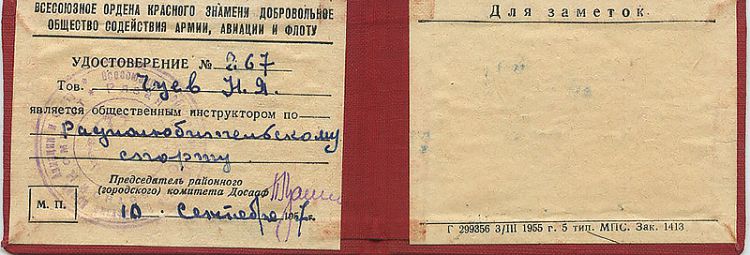 ВСЕСОЮЗНОЕ ОРДЕНА КРАСНОГО ЗНАМЕНИ ДОБРОВОЛЬНОЕ
ОБЩЕСТВО СОДЕЙСТВИЯ АРМИИ, АВИАЦИИ И ФЛОТУ
УДОСТОВЕРЕНИЕ № 267
Тов. Чуев Н.Я.
является общественным инструктором по
Радиолюбительскому
спорту
Председатель районного
(городского) комитета Досааф
М. П.
10 Сентября 1957г.
Для заметок
Г 299356 3/III 1955 г. 5 тип. МПС. Зак. 1413